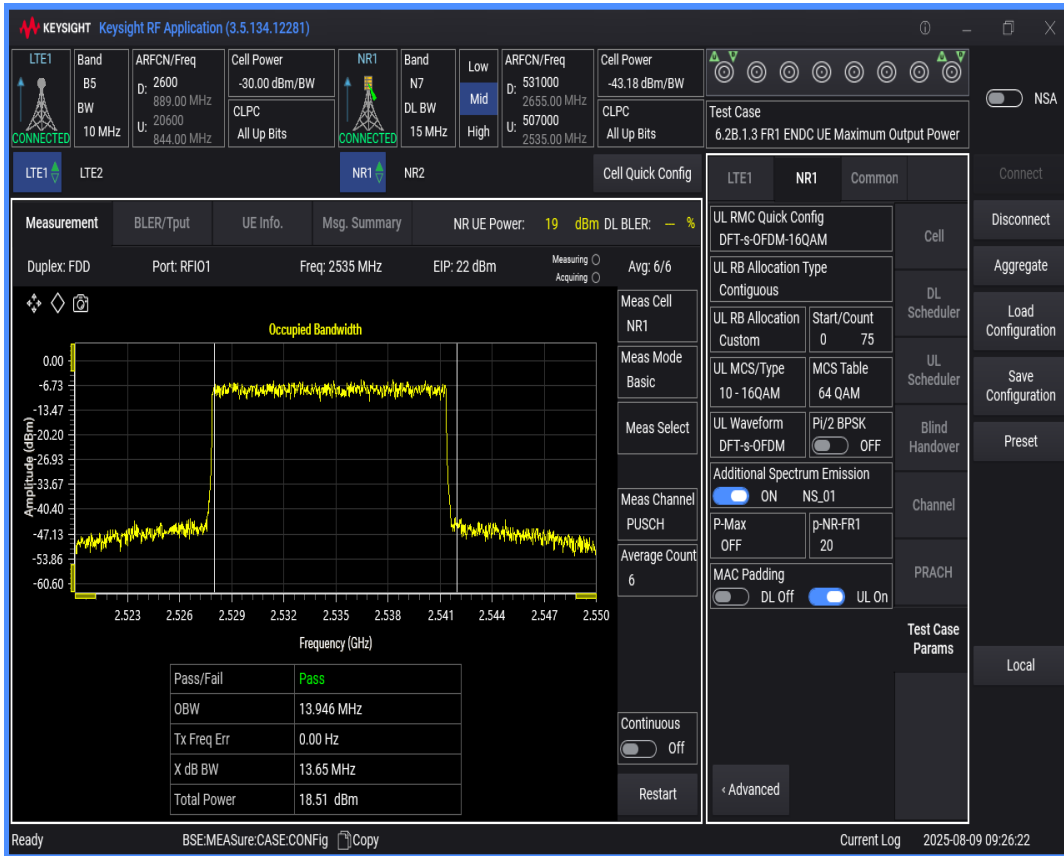 KEYSIGHT Keysight RF Application (3.5.134.12281)
LTE1
CONNECTED
Band
B5
BW
10 MHz
ARFCN/Freq
D: 2600
889.00 MHz
U: 20600
844.00 MHz
Cell Power
-30.00 dBm/BW
CLPC
All Up Bits
NR1
CONNECTED
Band
N7
DL BW
15 MHz
Low
Mid
High
ARFCN/Freq
D: 531000
2655.00 MHz
U: 507000
2535.00 MHz
Cell Power
-43.18 dBm/BW
CLPC
All Up Bits
Test Case
6.2B.1.3 FR1 ENDC UE Maximum Output Power
NSA
LTE1 LTE2 NR1 NR2 Cell Quick Config
Measurement BLER/Tput UE Info. Msg. Summary NR UE Power: 19 dBm DL BLER: -- %
Duplex: FDD Port: RFIO1 Freq: 2535 MHz EIP: 22 dBm Measuring Acquiring Avg: 6/6
Occupied Bandwidth
Amplitude (dBm)
0.00
-6.73
-13.47
-20.20
-26.93
-33.67
-40.40
-47.13
-53.86
-60.60
2.523 2.526 2.529 2.532 2.535 2.538 2.541 2.544 2.547 2.550
Frequency (GHz)
Pass/Fail Pass
OBW 13.946 MHz
Tx Freq Err 0.00 Hz
X dB BW 13.65 MHz
Total Power 18.51 dBm
Meas Cell
NR1
Meas Mode
Basic
Meas Select
Meas Channel
PUSCH
Average Count
6
Continuous
Off
Restart
LTE1 NR1 Common
UL RMC Quick Config
DFT-s-OFDM-16QAM
UL RB Allocation Type
Contiguous
UL RB Allocation
Custom
Start/Count
0 75
UL MCS/Type
10 - 16QAM
MCS Table
64 QAM
UL Waveform
DFT-s-OFDM
Pi/2 BPSK
OFF
Additional Spectrum Emission
ON NS_01
P-Max
OFF
p-NR-FR1
20
MAC Padding
DL Off UL On
‹ Advanced
Cell
DL
Scheduler
UL
Scheduler
Blind
Handover
Channel
PRACH
Test Case
Params
Connect
Disconnect
Aggregate
Load
Configuration
Save
Configuration
Preset
Local
Ready BSE:MEASure:CASE:CONFig Copy Current Log 2025-08-09 09:26:22